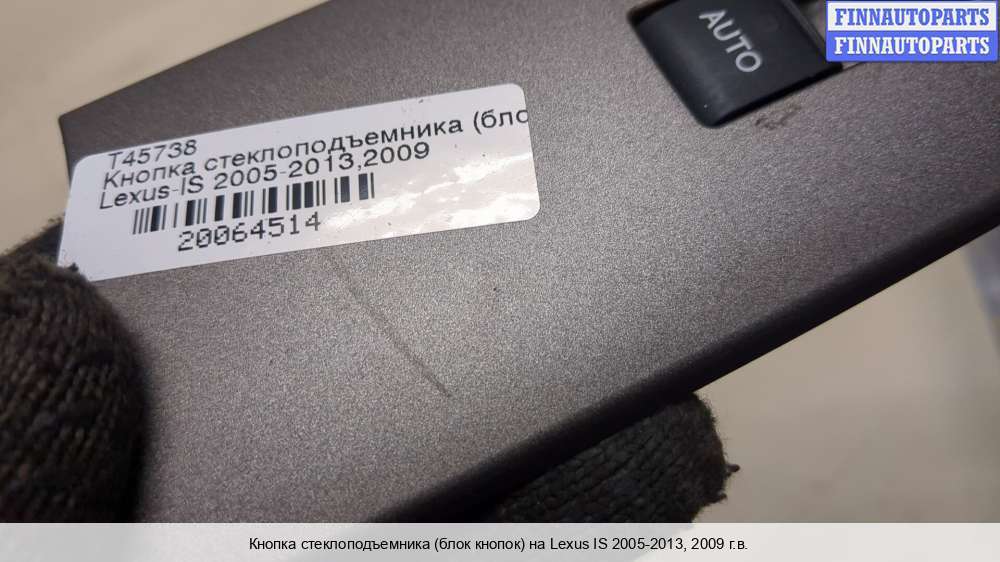 FINNAUTOPARTS
FINNAUTOPARTS
AUTO
T45738
Кнопка стеклоподъемника (бло
Lexus-IS 2005-2013,2009
20064514
Кнопка стеклоподъемника (блок кнопок) на Lexus IS 2005-2013, 2009 г.в.